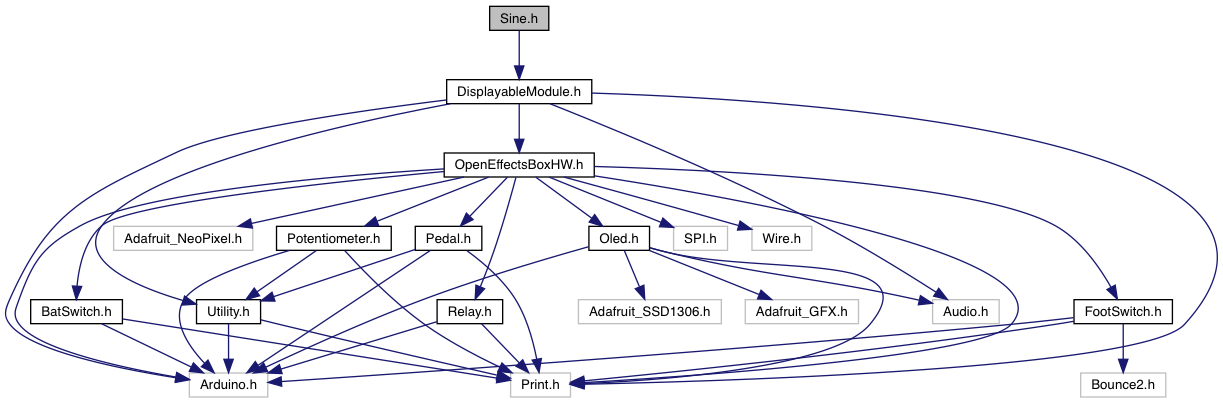 Sine.h
DisplayableModule.h
OpenEffectsBoxHW.h
Adafruit_NeoPixel.h
Potentiometer.h
Pedal.h
Oled.h
SPI.h
Wire.h
BatSwitch.h
Utility.h
Relay.h
Adafruit_SSD1306.h
Adafruit_GFX.h
Audio.h
FootSwitch.h
Arduino.h
Print.h
Bounce2.h